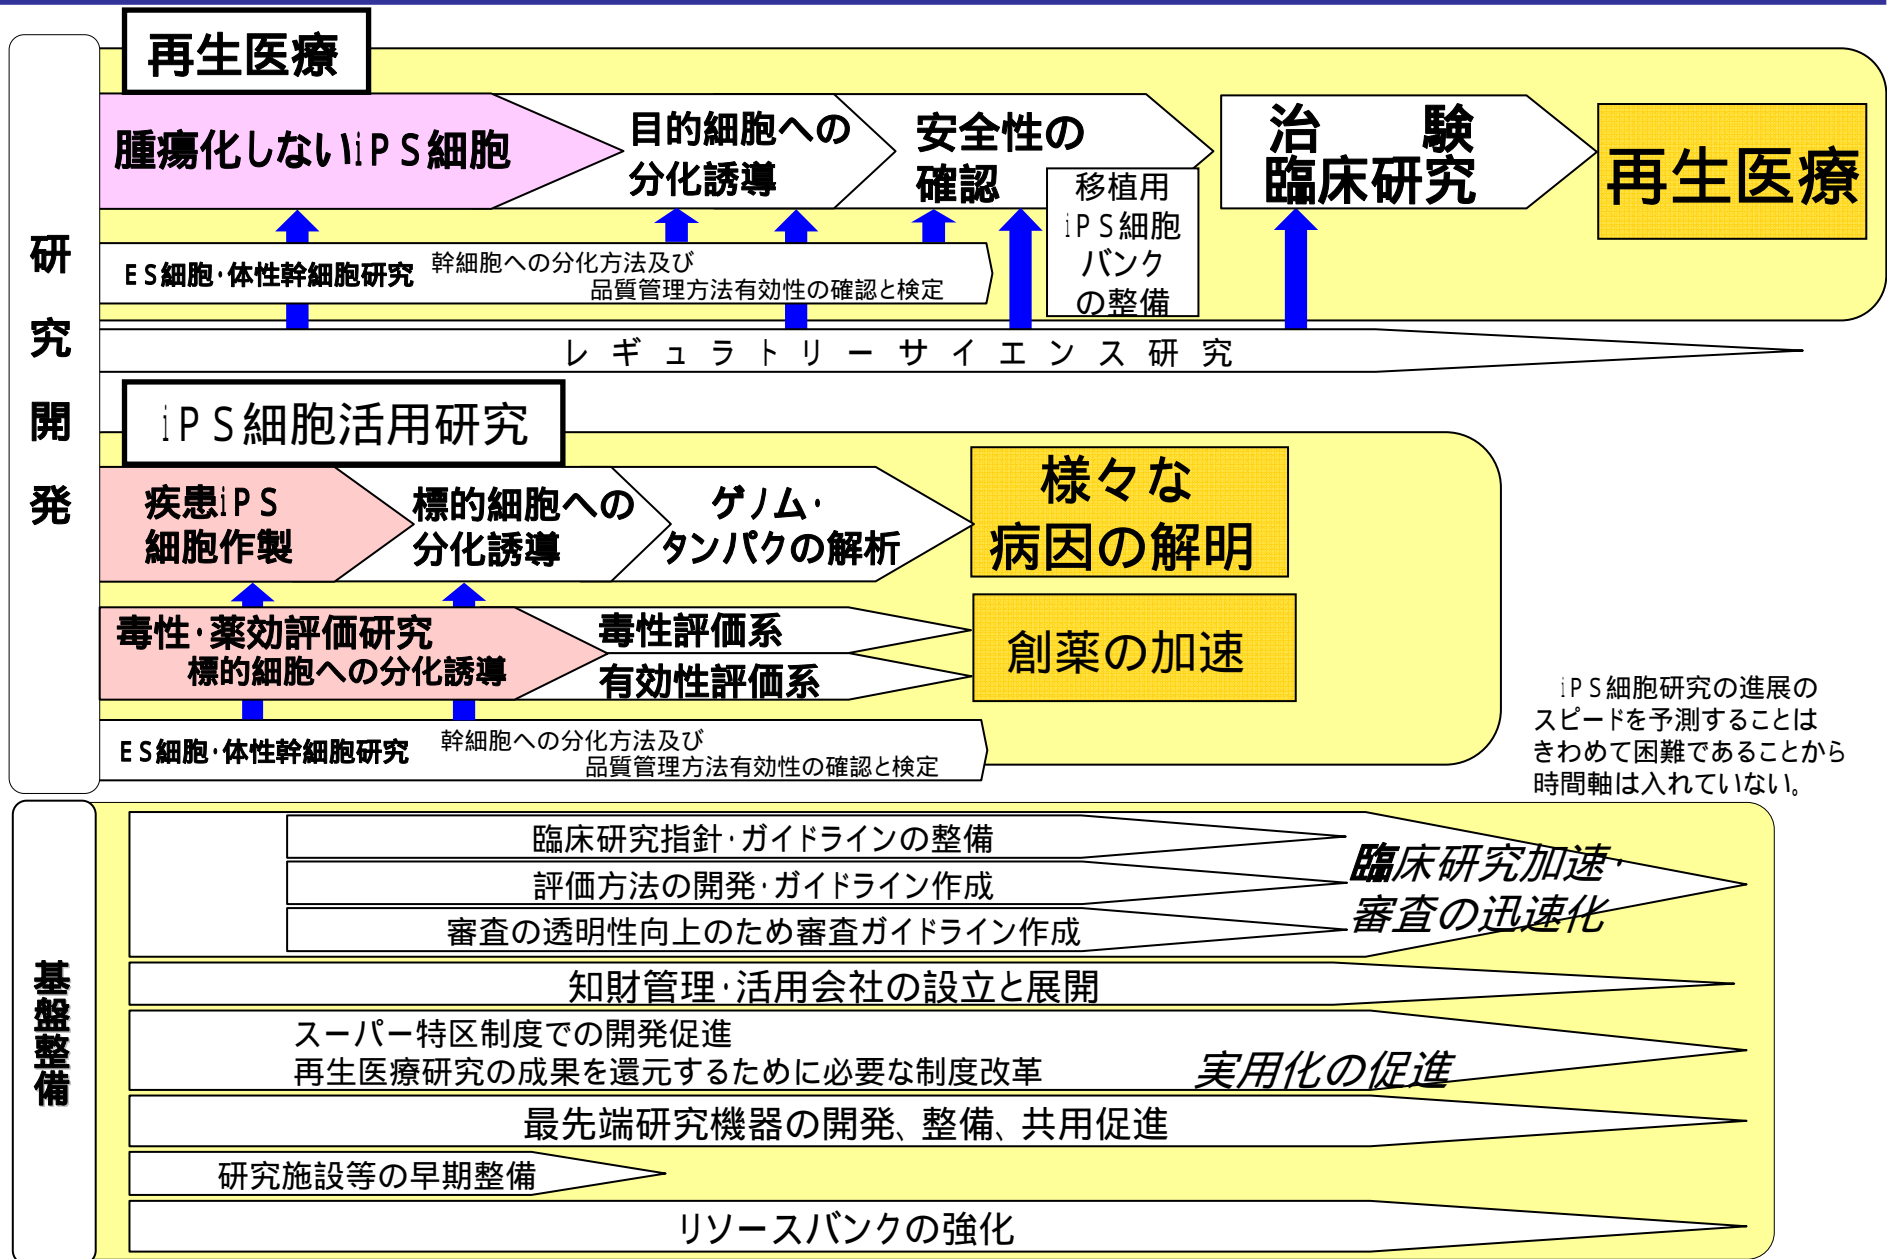 再生医療
研究開発
腫瘍化しないiPS細胞
目的細胞への
分化誘導
安全性の
確認
移植用
iPS細胞
バンク
の整備
治験
臨床研究
再生医療
ES細胞・体性幹細胞研究
幹細胞への分化方法及び
品質管理方法有効性の確認と検定
レギュラトリーサイエンス研究
iPS細胞活用研究
疾患iPS
細胞作製
標的細胞への
分化誘導
ゲノム・
タンパクの解析
様々な
病因の解明
毒性・薬効評価研究
標的細胞への分化誘導
毒性評価系
有効性評価系
創薬の加速
ES細胞・体性幹細胞研究
幹細胞への分化方法及び
品質管理方法有効性の確認と検定
iPS細胞研究の進展の
スピードを予測することは
きわめて困難であることから
時間軸は入れていない。
基盤整備
臨床研究指針・ガイドラインの整備
評価方法の開発・ガイドライン作成
審査の透明性向上のため審査ガイドライン作成
臨床研究加速・
審査の迅速化
知財管理・活用会社の設立と展開
スーパー特区制度での開発促進
再生医療研究の成果を還元するために必要な制度改革
実用化の促進
最先端研究機器の開発、整備、共用促進
研究施設等の早期整備
リソースバンクの強化